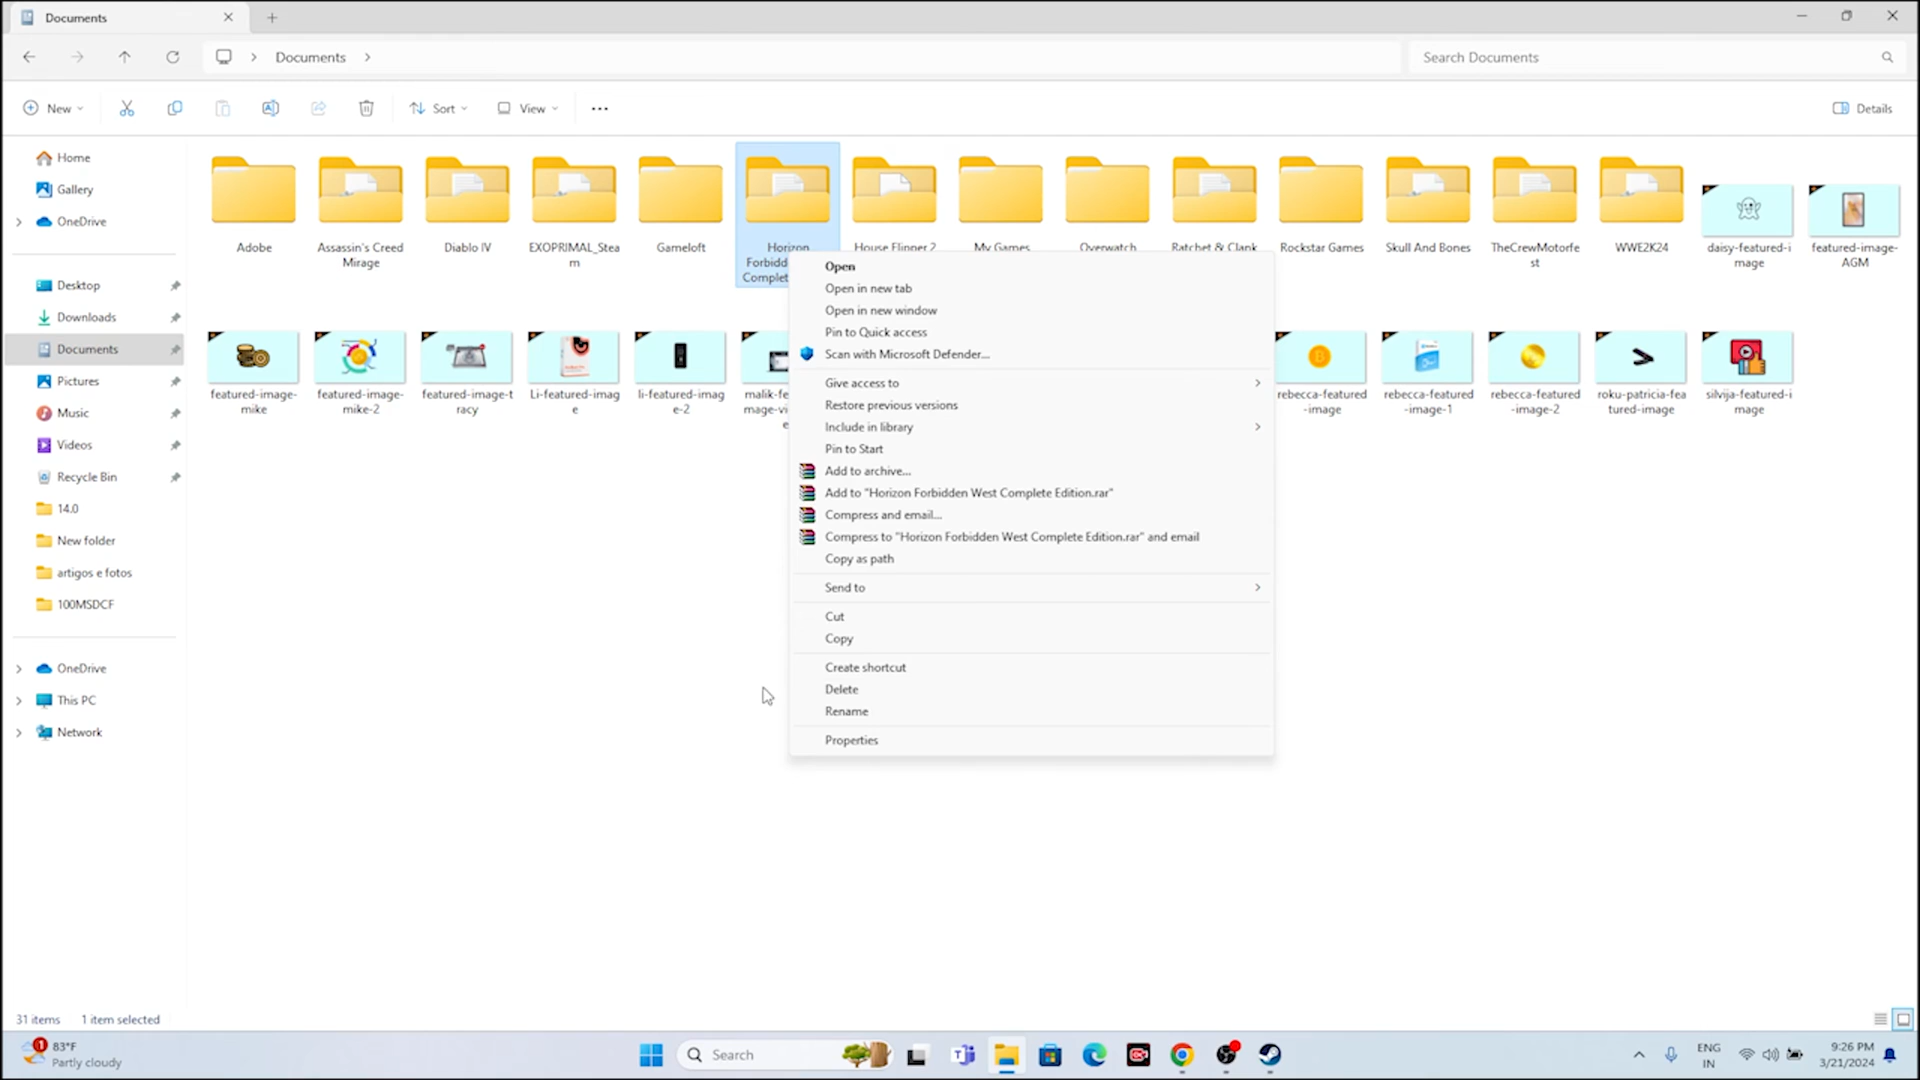 Documents
Documents
Search Documents
New
Sort
View
Details
Home
Gallery
OneDrive
Desktop
Downloads
Documents
Pictures
Music
Videos
Recycle Bin
14.0
New folder
artigos e fotos
100MSDCF
OneDrive
This PC
Network
Adobe
Assassin's Creed
Mirage
Diablo IV
EXOPRIMAL_Stea
m
Gameloft
Horizon
Forbidd
Complet
House Flipper 2
My Games
Overwatch
Ratchet & Clank
Rockstar Games
Skull And Bones
TheCrewMotorfe
st
WWE2K24
daisy-featured-i
mage
featured-image-
AGM
featured-image-
mike
featured-image-
mike-2
featured-image-t
racy
Li-featured-imag
e
li-featured-imag
e-2
malik-fe
mage-vi
e
rebecca-featured
-image
rebecca-featured
-image-1
rebecca-featured
-image-2
roku-patricia-fea
tured-image
silvija-featured-i
mage
Open
Open in new tab
Open in new window
Pin to Quick access
Scan with Microsoft Defender...
Give access to
Restore previous versions
Include in library
Pin to Start
Add to archive...
Add to "Horizon Forbidden West Complete Edition.rar"
Compress and email...
Compress to "Horizon Forbidden West Complete Edition.rar" and email
Copy as path
Send to
Cut
Copy
Create shortcut
Delete
Rename
Properties
31 items
1 item selected
1
83°F
Partly cloudy
Search
ENG
IN
9:26 PM
3/21/2024